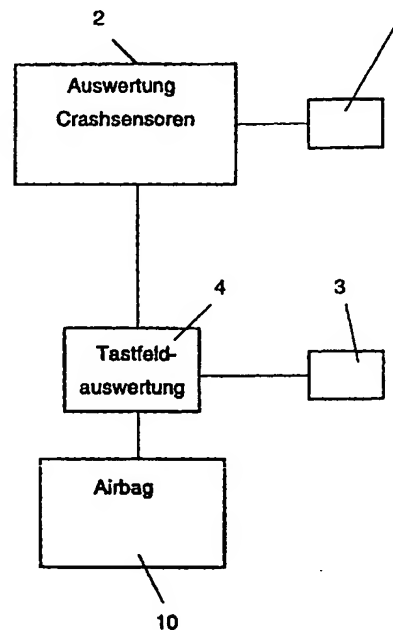 2
Auswertung
Crashsensoren
4
3
Tastfeld-
auswertung
Airbag
10